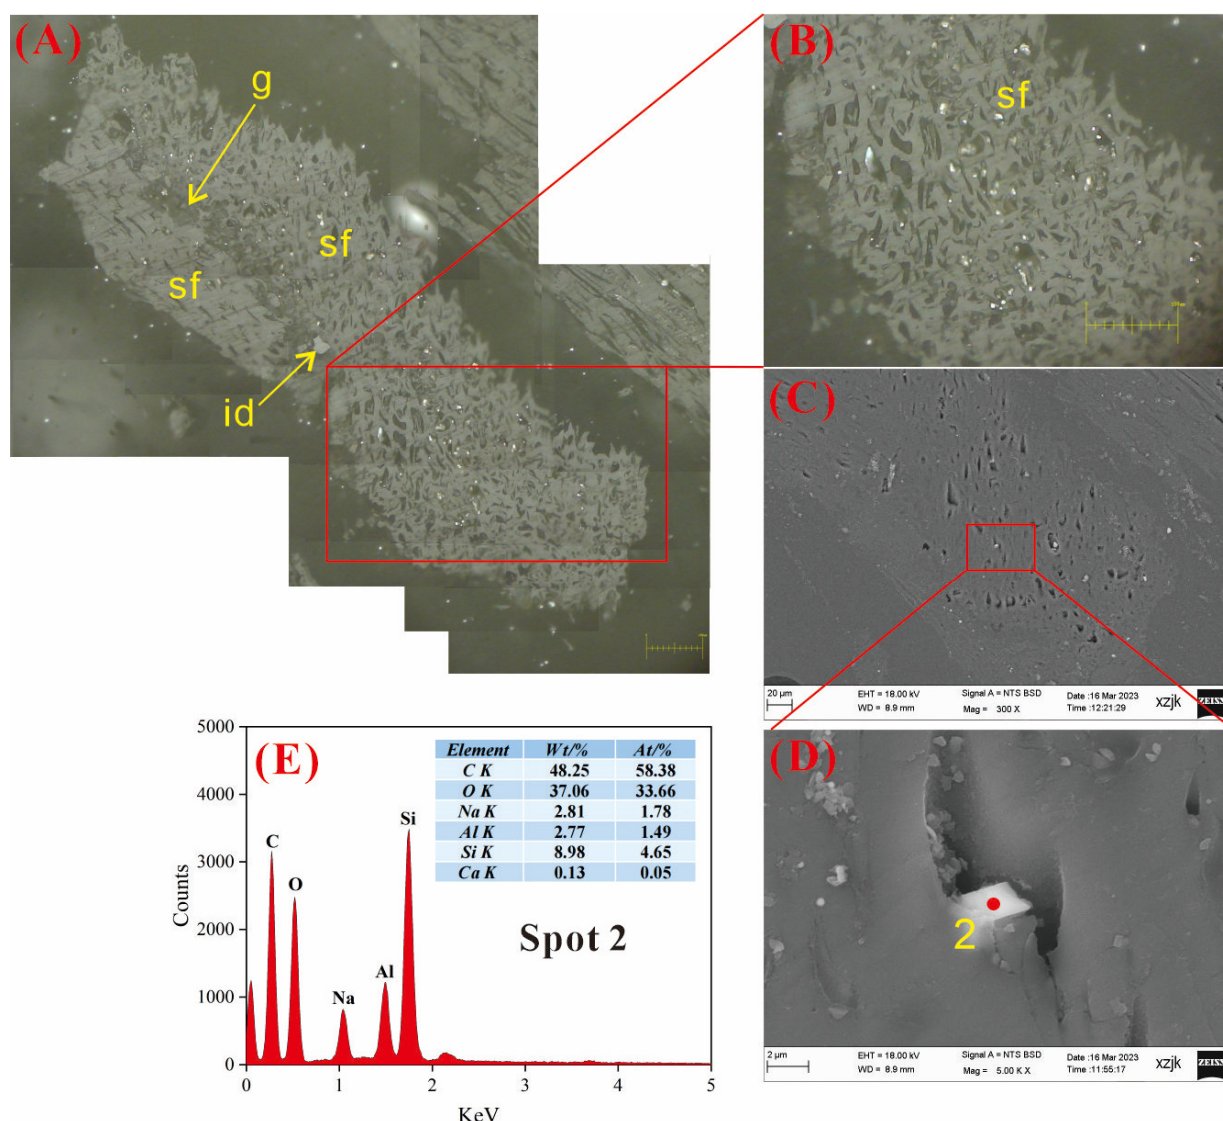 (A)
g
sf
sf
id
(B)
sf
(C)
20 µm
EHT = 18.00 kV
WD = 8.9 mm
Signal A = NTS BSD
Mag = 300 X
Date :16 Mar 2023
Time :12:21:29
xzjk
ZEISS
(D)
2
2 µm
EHT = 18.00 kV
WD = 8.9 mm
Signal A = NTS BSD
Mag = 5.00 K X
Date :16 Mar 2023
Time :11:55:17
xzjk
ZEISS
(E)
Element Wt/% At/%
C K 48.25 58.38
O K 37.06 33.66
Na K 2.81 1.78
Al K 2.77 1.49
Si K 8.98 4.65
Ca K 0.13 0.05
Spot 2
C
O
Na
Al
Si
Counts
5000
4000
3000
2000
1000
0
0 1 2 3 4 5
KeV